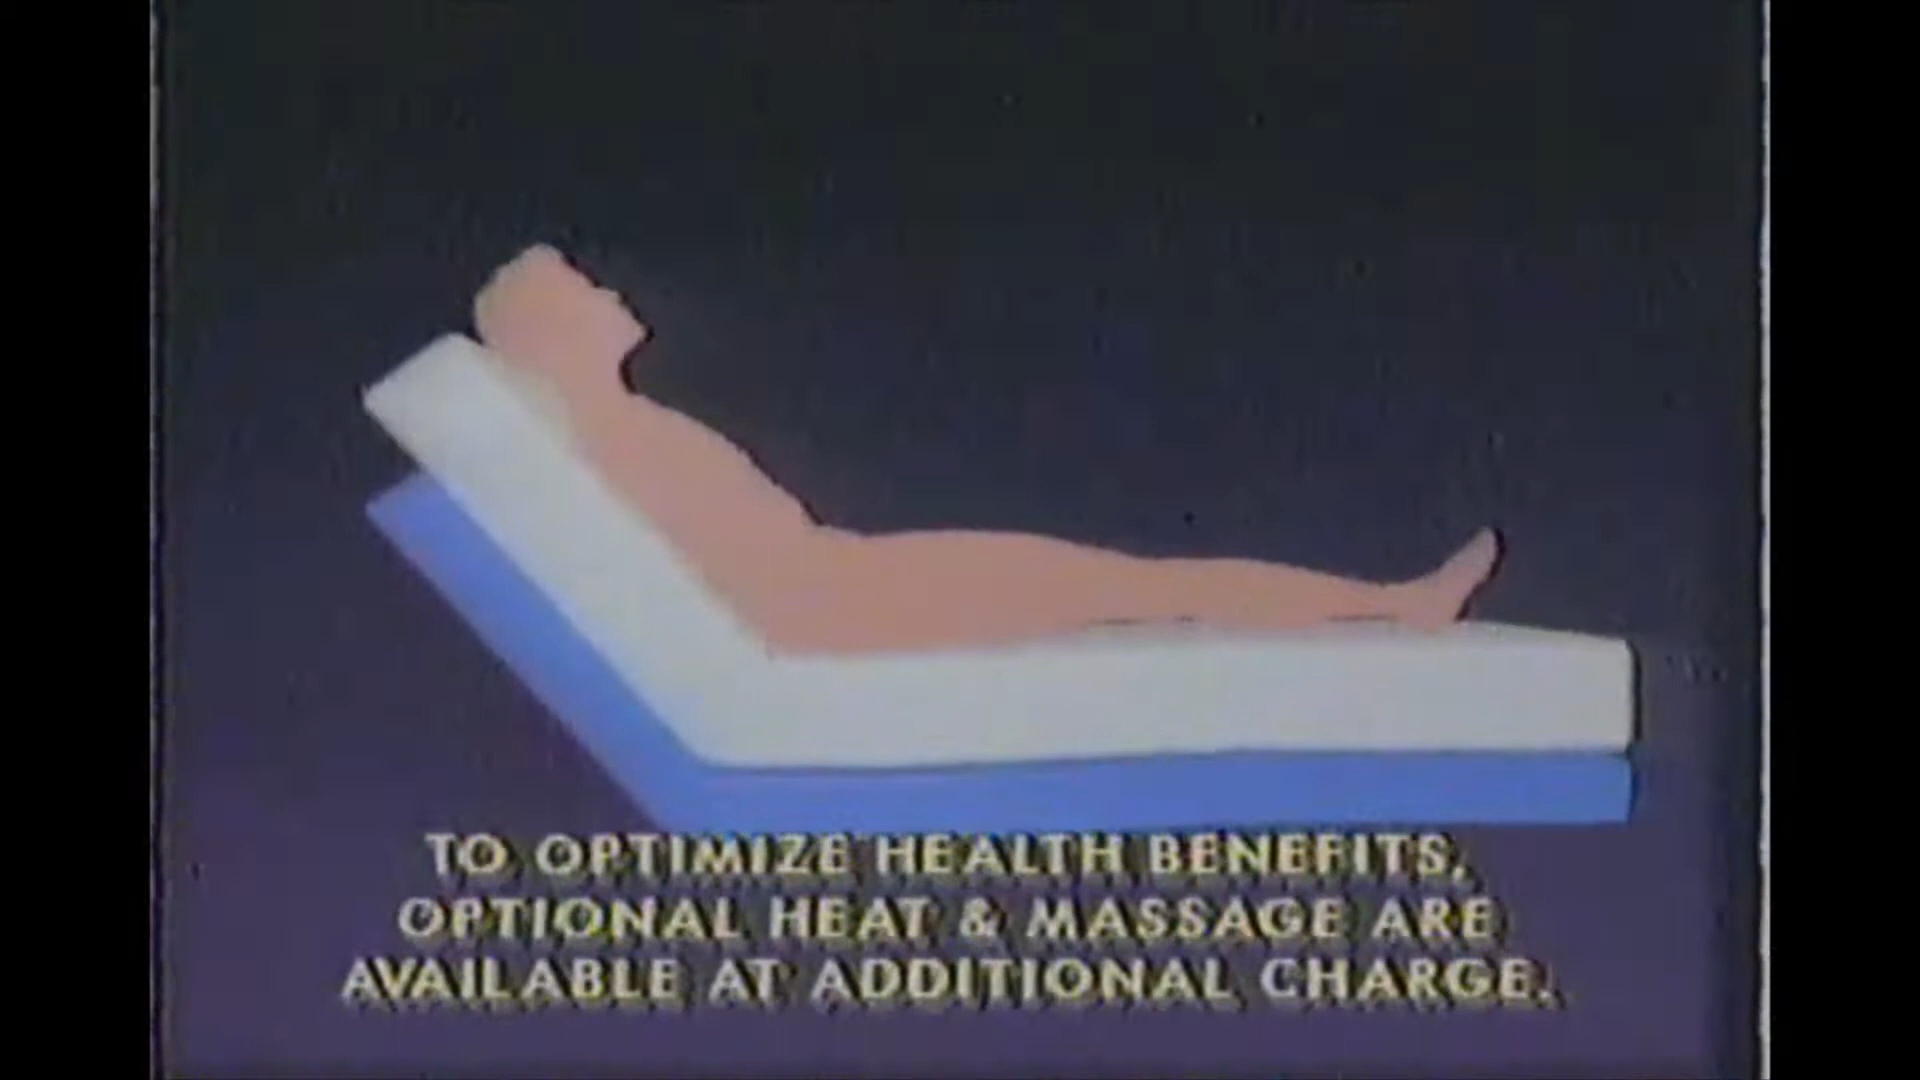 TO OPTIMIZE HEALTH BENEFITS,
OPTIONAL HEAT & MASSAGE ARE
AVAILABLE AT ADDITIONAL CHARGE.